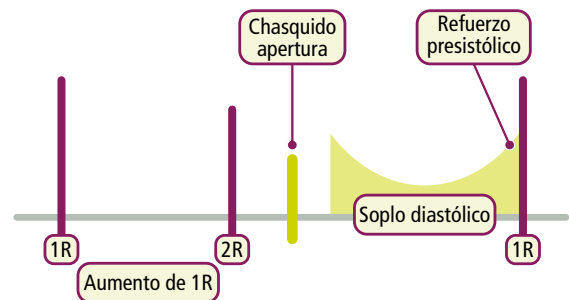 Chasquido
apertura
Refuerzo
presistólico
Soplo diastólico
1R
2R
1R
Aumento de 1R